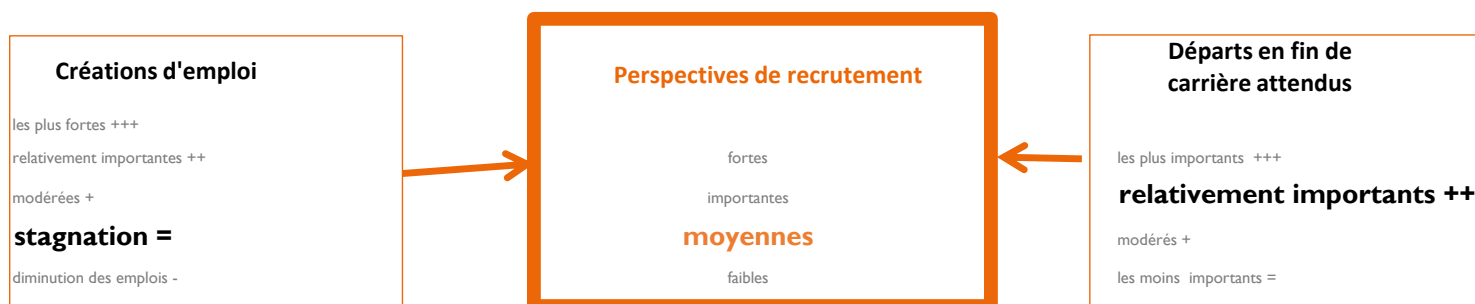 Créations d'emploi
les plus fortes +++
relativement importantes ++
modérées +
stagnation =
diminution des emplois -
Perspectives de recrutement
fortes
importantes
moyennes
faibles
Départs en fin de
carrière attendus
les plus importants +++
relativement importants ++
modérés +
les moins importants =